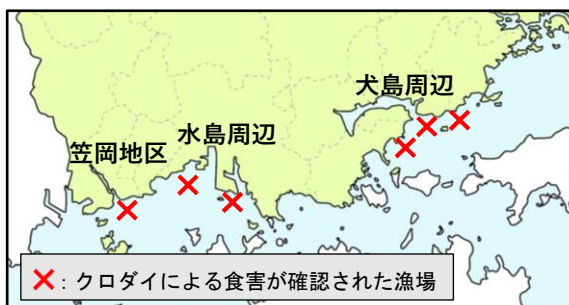 犬島周辺
水島周辺
笠岡地区
×：クロダイによる食害が確認された漁場